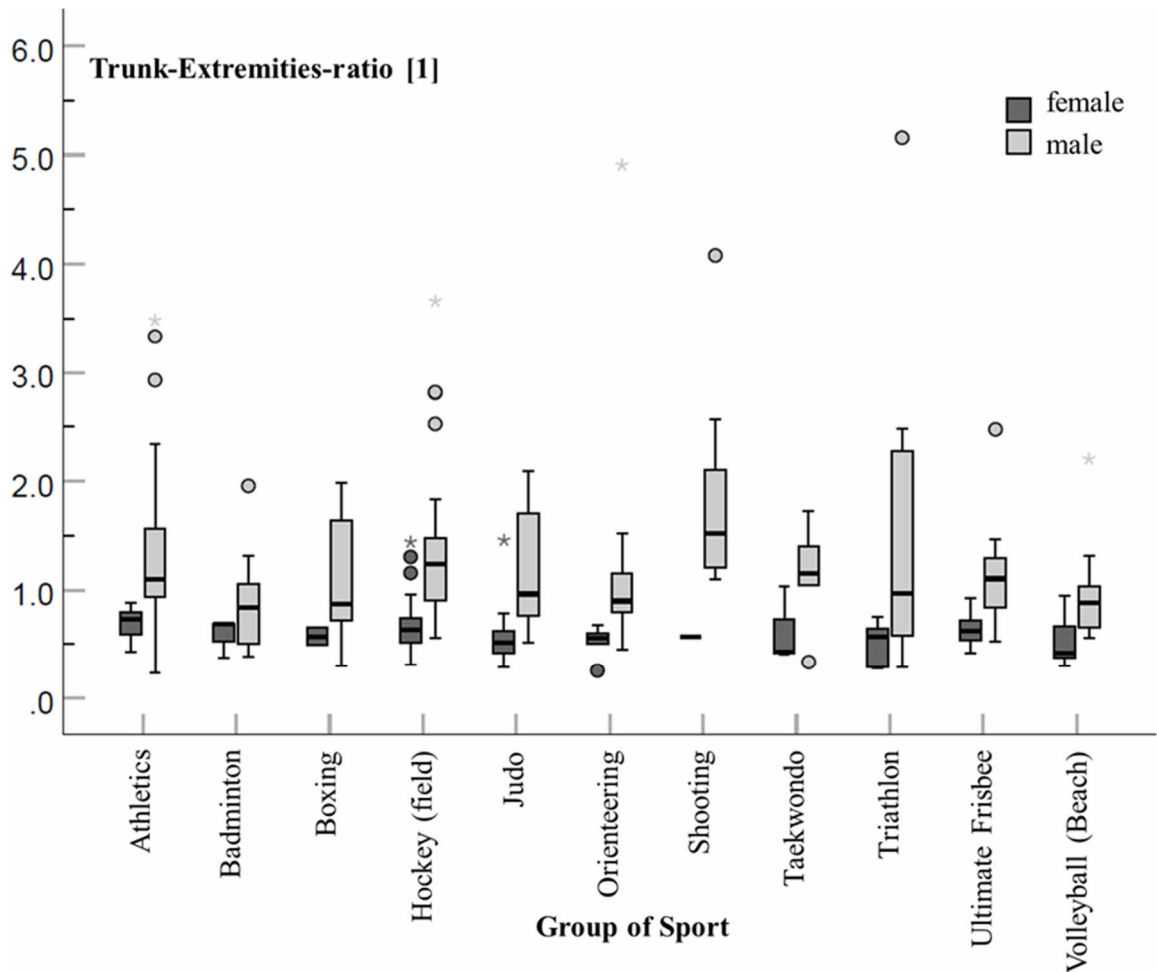 Trunk-Extremities-ratio [1]
female
male
6.0
5.0
4.0
3.0
2.0
1.0
.0
Athletics
Badminton
Boxing
Hockey (field)
Judo
Orienteering
Shooting
Taekwondo
Triathlon
Ultimate Frisbee
Volleyball (Beach)
Group of Sport